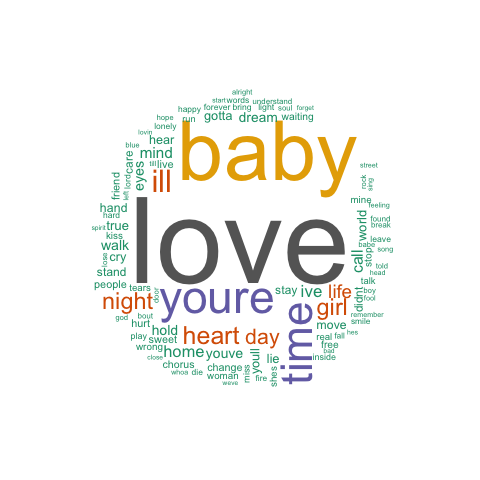 alright
start words understand
happy forever bring light soul forget
hope run gotta dream waiting
lonely
lovin hear baby
blue mind
care till live
eyes ill
street
rock
sing
friend left lord
hand mine
hard feeling
spirit true love world found
kiss break
walk babe leave
lose cry call stop song
stand told
head
people tears stay ive life talk
door night youre girl didnt boy
fool
god bout time remember
hurt move smile
play hold heart day real fall hes
wrong sweet free
close home youve youll lie inside bad
chorus change miss shes
whoa die woman fire
weve